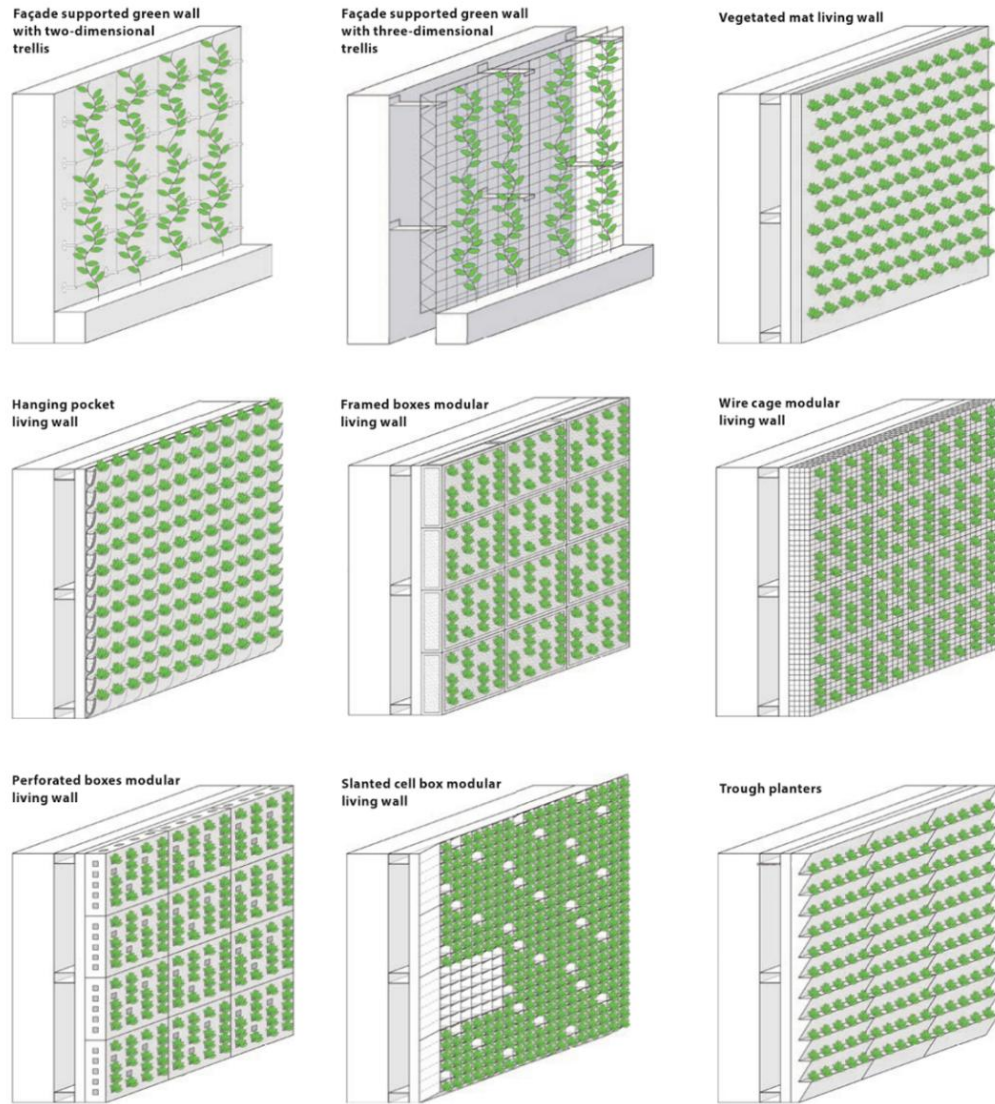 Façade supported green wall
with two-dimensional
trellis
Façade supported green wall
with three-dimensional
trellis
Vegetated mat living wall
Hanging pocket
living wall
Framed boxes modular
living wall
Wire cage modular
living wall
Perforated boxes modular
living wall
Slanted cell box modular
living wall
Trough planters